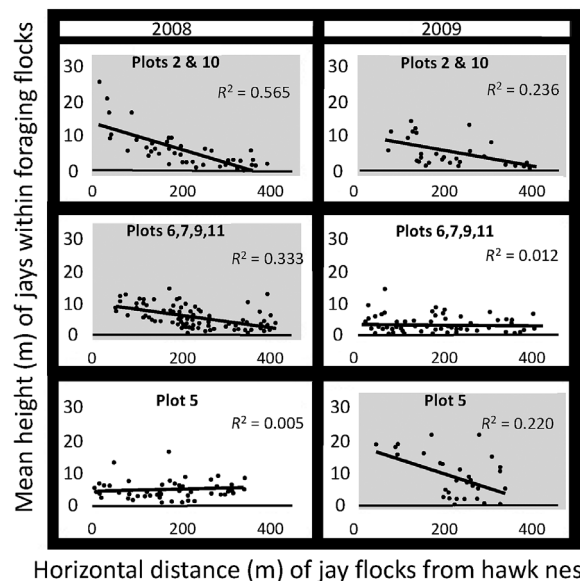 2008 2009
Mean height (m) of jays within foraging flocks
Plots 2 & 10
R² = 0.565
30
20
10
0
0 200 400
Plots 2 & 10
R² = 0.236
30
20
10
0
0 200 400
Plots 6,7,9,11
R² = 0.333
30
20
10
0
0 200 400
Plots 6,7,9,11
R² = 0.012
30
20
10
0
0 200 400
Plot 5
R² = 0.005
30
20
10
0
0 200 400
Plot 5
R² = 0.220
30
20
10
0
0 200 400
Horizontal distance (m) of jay flocks from hawk nes